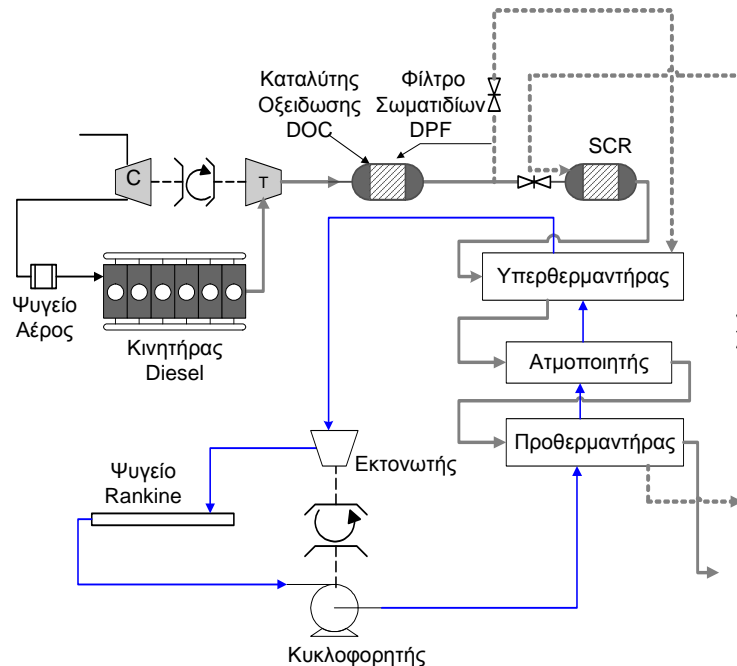 Καταλύτης
Οξειδωσης
DOC
Φίλτρο
Σωματιδίων
DPF
SCR
C
T
Ψυγείο
Αέρος
Κινητήρας
Diesel
Υπερθερμαντήρας
Ατμοποιητής
Προθερμαντήρας
Εκτονωτής
Ψυγείο
Rankine
Κυκλοφορητής